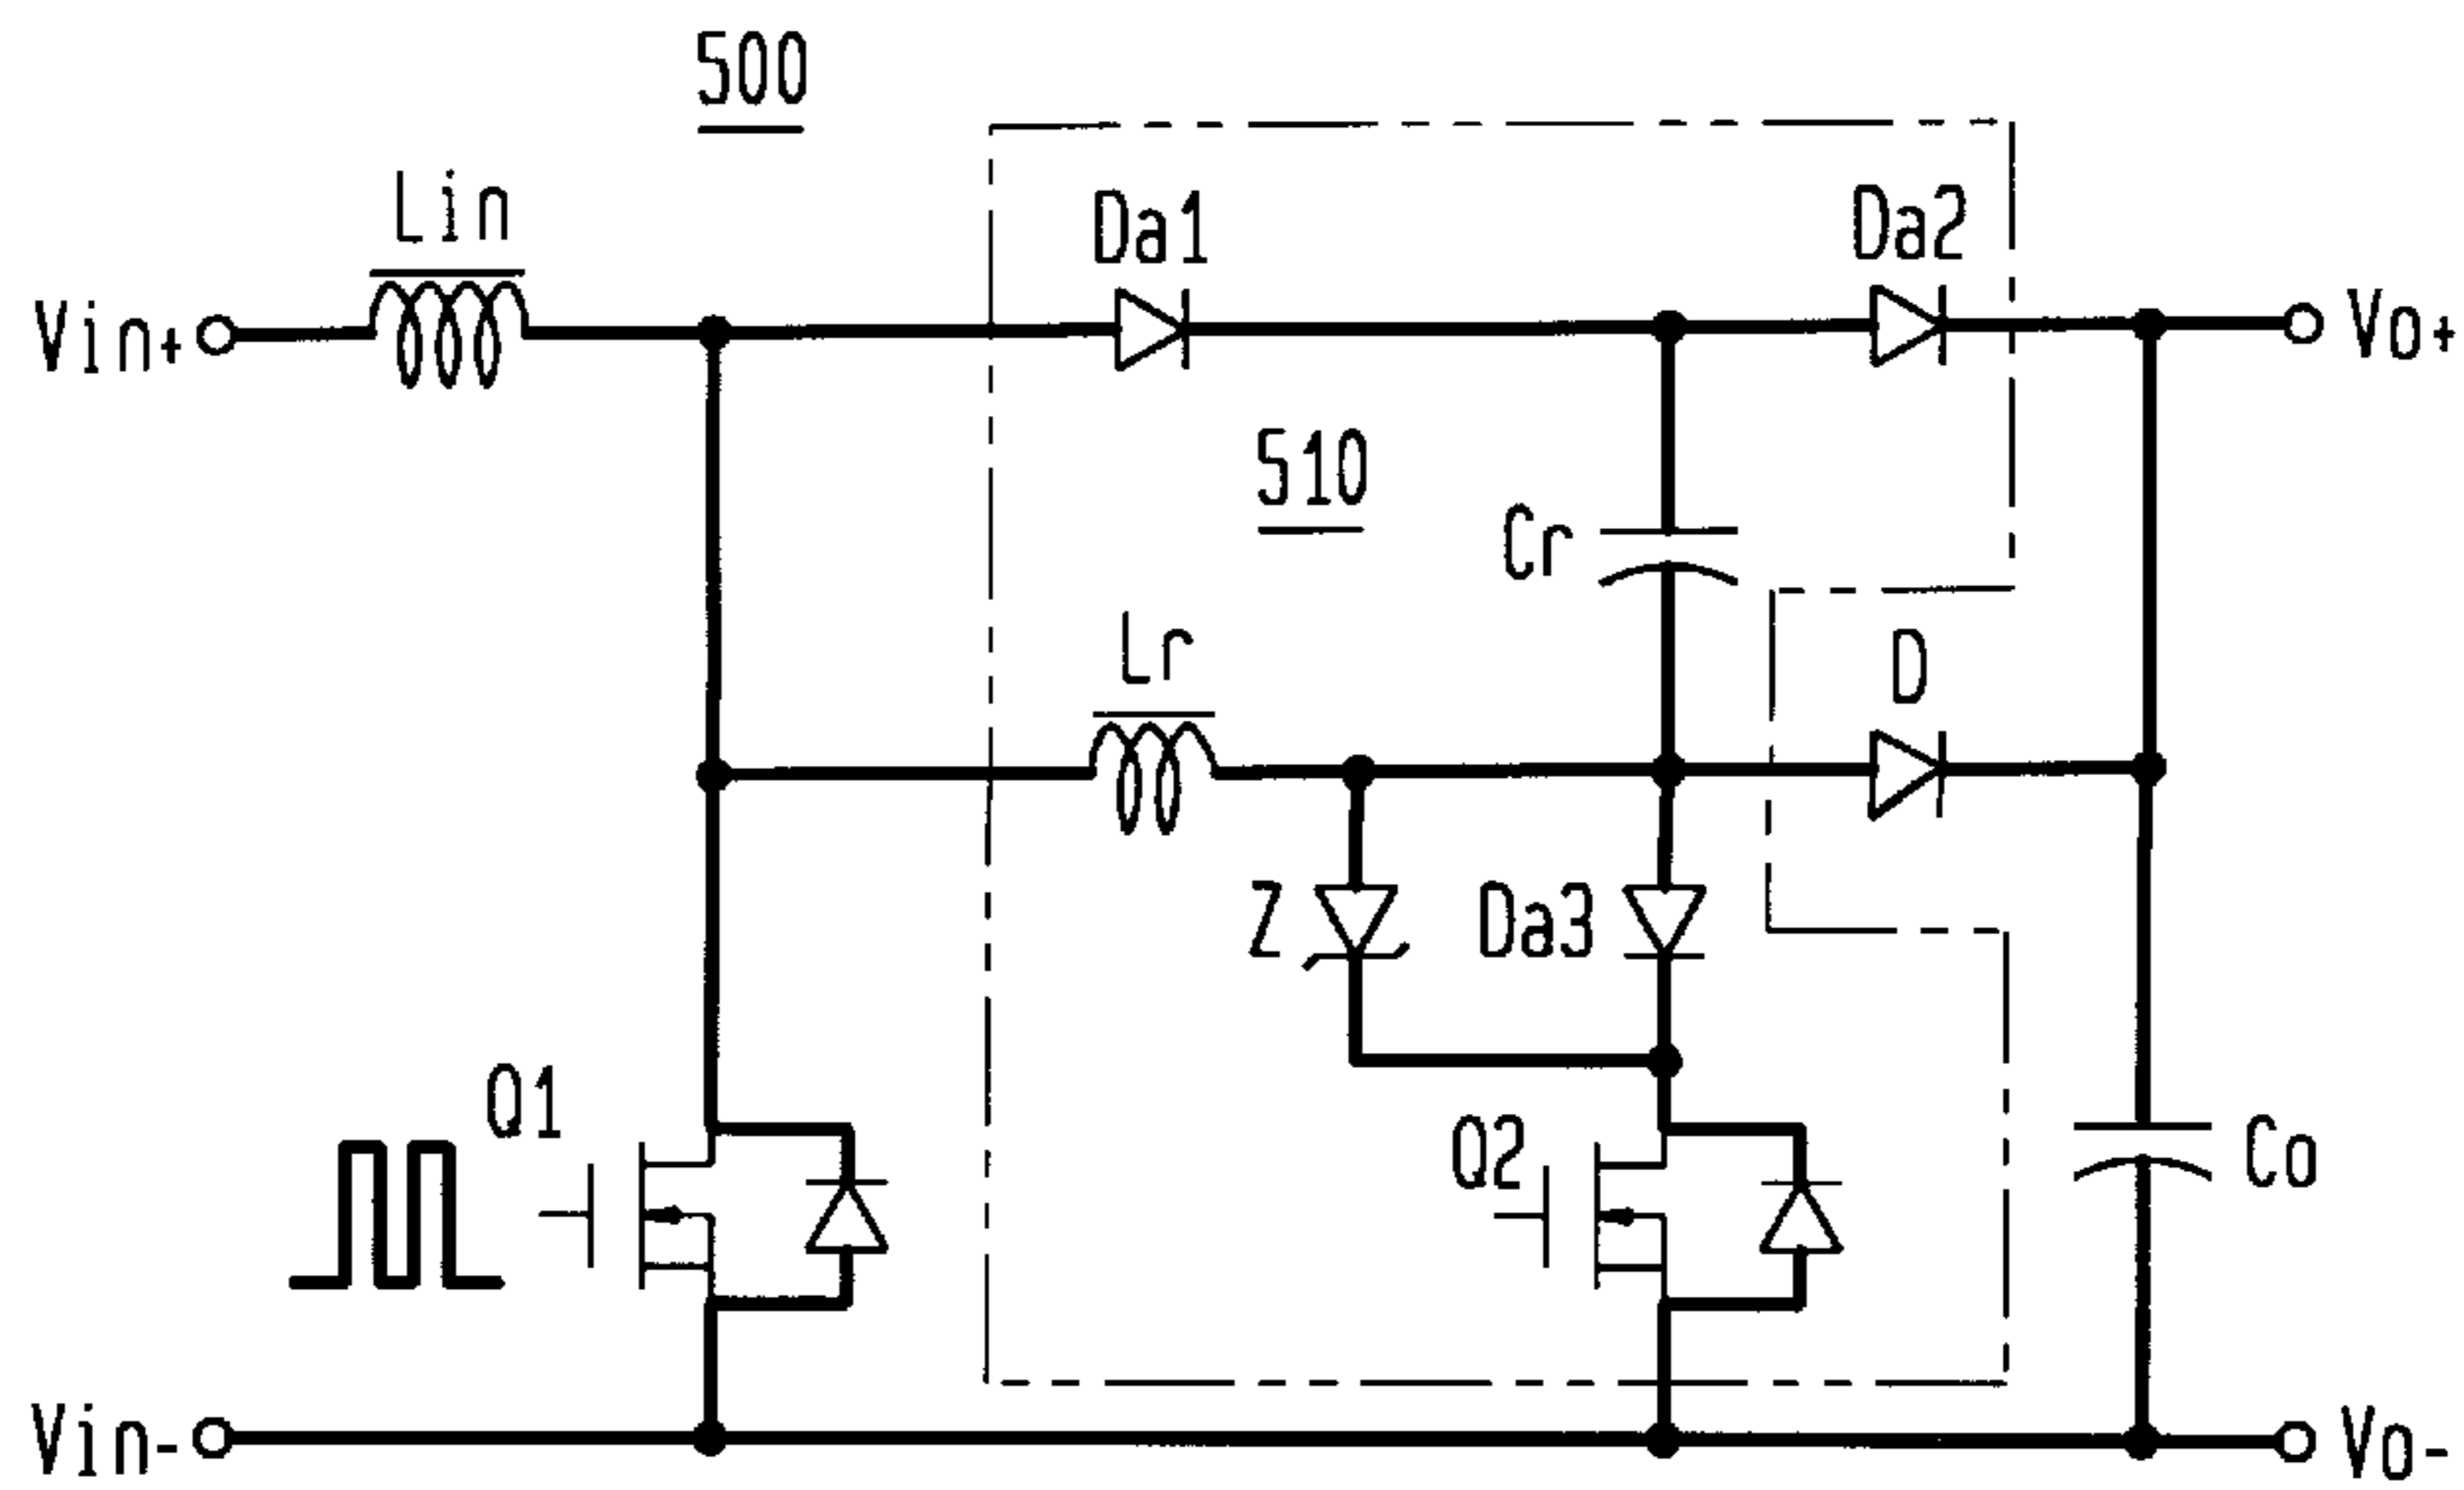 500
Lin
Da1
Da2
Vin+
Vo+
510
Cr
Lr
D
Z
Da3
Q1
Q2
Co
Vin-
Vo-